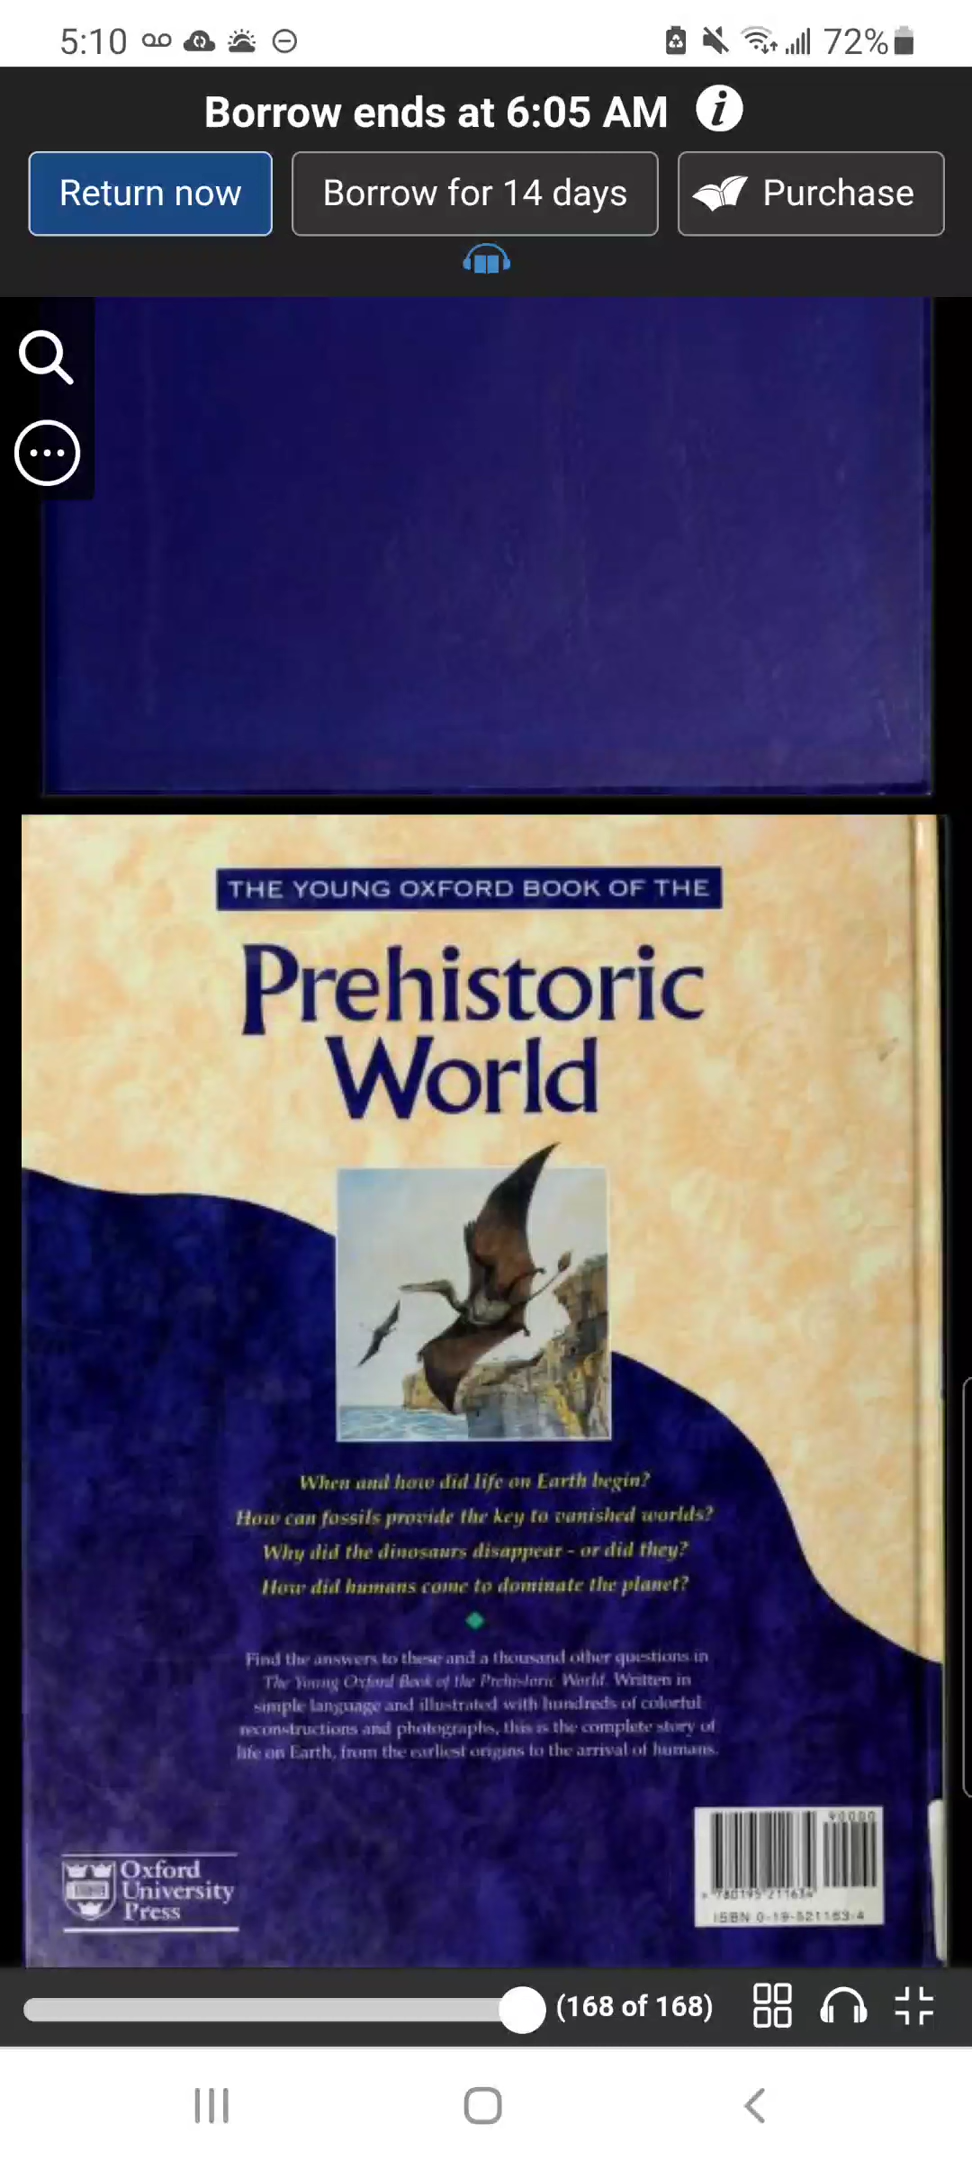 5:10
72%
Borrow ends at 6:05 AM
Return now
Borrow for 14 days
Purchase
THE YOUNG OXFORD BOOK OF THE
Prehistoric
World
When and how did life on Earth begin?
How can fossils provide the key to vanished worlds?
Why did the dinosaurs disappear - or did they?
How did humans come to dominate the planet?
Find the answers to these and a thousand other questions in
The Young Oxford Book of the Prehistoric World. Written in
simple language and illustrated with hundreds of colorful
reconstructions and photographs, this is the complete story of
life on Earth, from the earliest origins to the arrival of humans.
90000
9 780195 211634
ISBN 0-19-521163-4
Oxford
University
Press
(168 of 168)